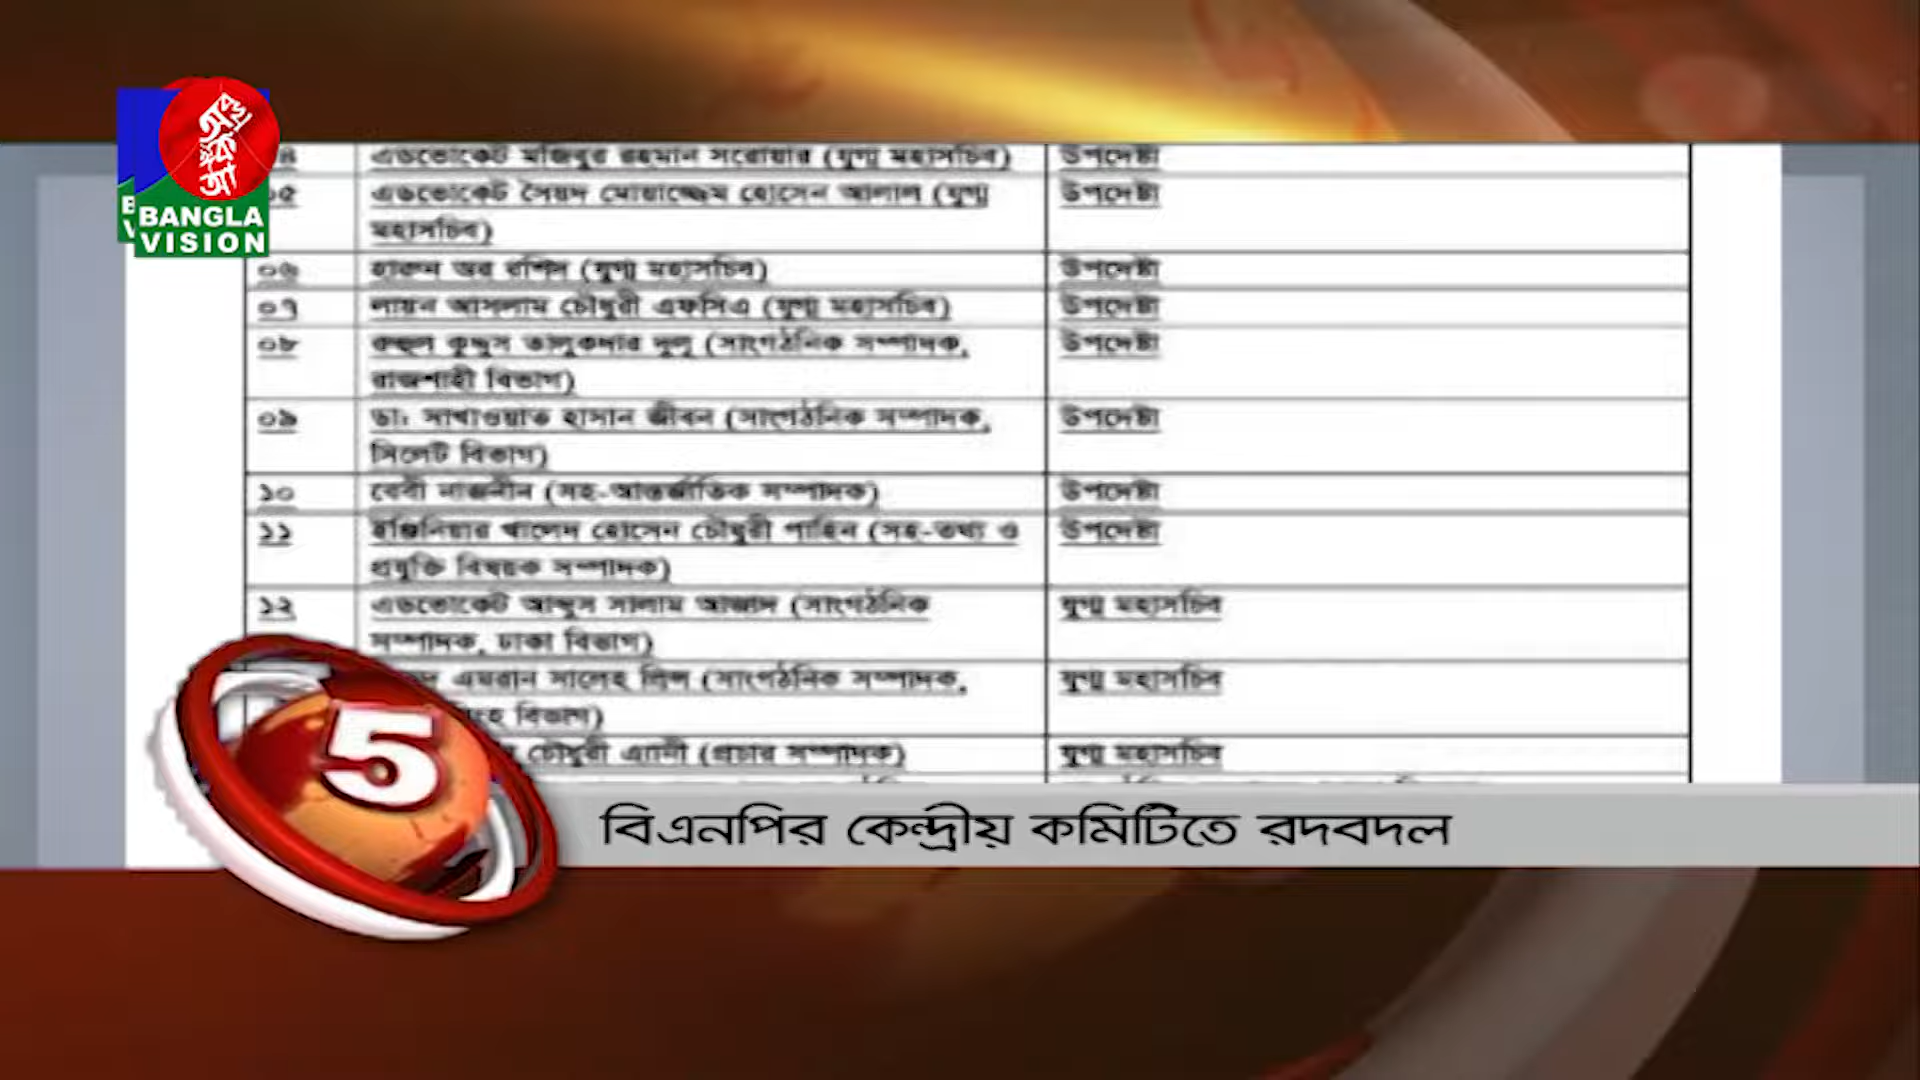 এডভোকেট মজিবুর রহমান সরোয়ার (যুগ্ম মহাসচিব) উপদেষ্টা
০৫ এডভোকেট সৈয়দ মোয়াজ্জেম হোসেন আলাল (যুগ্ম মহাসচিব) উপদেষ্টা
০৬ হারুন অর রশিদ (যুগ্ম মহাসচিব) উপদেষ্টা
০৭ লায়ন আসলাম চৌধুরী এফসিএ (যুগ্ম মহাসচিব) উপদেষ্টা
০৮ রুহুল কুদ্দুস তালুকদার দুলু (সাংগঠনিক সম্পাদক, উপদেষ্টা
রাজশাহী বিভাগ)
০৯ ডাঃ সাখাওয়াত হাসান জীবন (সাংগঠনিক সম্পাদক, উপদেষ্টা
সিলেট বিভাগ)
১০ বেবী নাজনীন (সহ-আন্তর্জাতিক সম্পাদক) উপদেষ্টা
১১ ইঞ্জিনিয়ার খালেদ হোসেন চৌধুরী পাহিন (সহ-তথ্য ও উপদেষ্টা
প্রযুক্তি বিষয়ক সম্পাদক)
১২ এডভোকেট আব্দুস সালাম আজাদ (সাংগঠনিক যুগ্ম মহাসচিব
সম্পাদক, ঢাকা বিভাগ)
এমরান সালেহ প্রিন্স (সাংগঠনিক সম্পাদক, যুগ্ম মহাসচিব
বিভাগ)
চৌধুরী এ্যানী (প্রচার সম্পাদক) যুগ্ম মহাসচিব
BANGLA
VISION
5
বিএনপির কেন্দ্রীয় কমিটিতে রদবদল